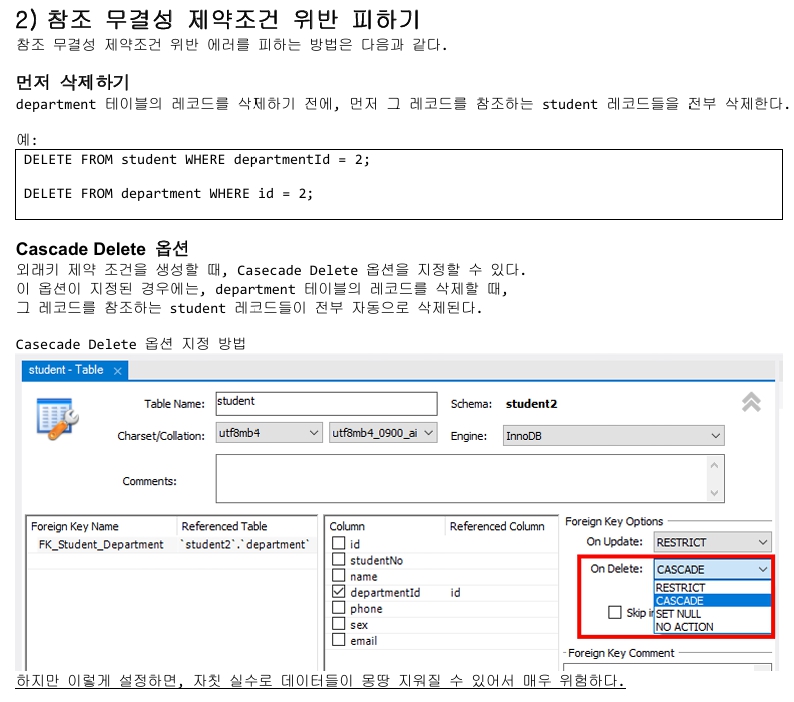 2) 참조 무결성 제약조건 위반 피하기
참조 무결성 제약조건 위반 에러를 피하는 방법은 다음과 같다.
먼저 삭제하기
department 테이블의 레코드를 삭제하기 전에, 먼저 그 레코드를 참조하는 student 레코드들을 전부 삭제한다.
예:
DELETE FROM student WHERE departmentId = 2;
DELETE FROM department WHERE id = 2;
Cascade Delete 옵션
외래키 제약 조건을 생성할 때, Casecade Delete 옵션을 지정할 수 있다.
이 옵션이 지정된 경우에는, department 테이블의 레코드를 삭제할 때,
그 레코드를 참조하는 student 레코드들이 전부 자동으로 삭제된다.
Casecade Delete 옵션 지정 방법
student - Table
Table Name: student Schema: student2
Charset/Collation: utf8mb4 utf8mb4_0900_ai Engine: InnoDB
Comments:
Foreign Key Name Referenced Table
FK_Student_Department `student2`.`department`
Column Referenced Column
id
studentNo
name
departmentId id
phone
sex
email
Foreign Key Options
On Update: RESTRICT
On Delete: CASCADE
RESTRICT
CASCADE
Skip SET NULL
NO ACTION
Foreign Key Comment
하지만 이렇게 설정하면, 자칫 실수로 데이터들이 몽땅 지워질 수 있어서 매우 위험하다.